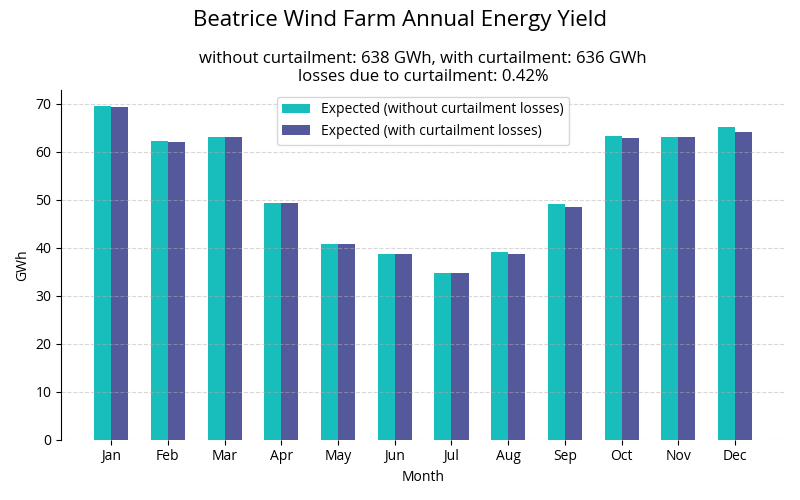 Beatrice Wind Farm Annual Energy Yield
without curtailment: 638 GWh, with curtailment: 636 GWh
losses due to curtailment: 0.42%
Expected (without curtailment losses)
Expected (with curtailment losses)
GWh
70
60
50
40
30
20
10
0
Jan Feb Mar Apr May Jun Jul Aug Sep Oct Nov Dec
Month